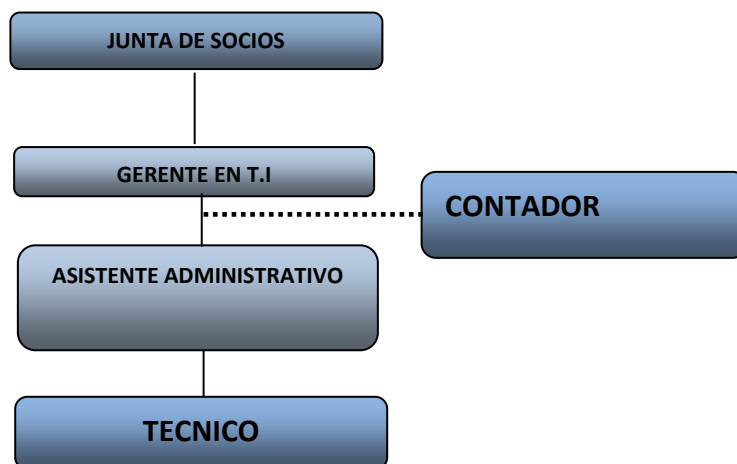 JUNTA DE SOCIOS
GERENTE EN T.I
CONTADOR
ASISTENTE ADMINISTRATIVO
TECNICO